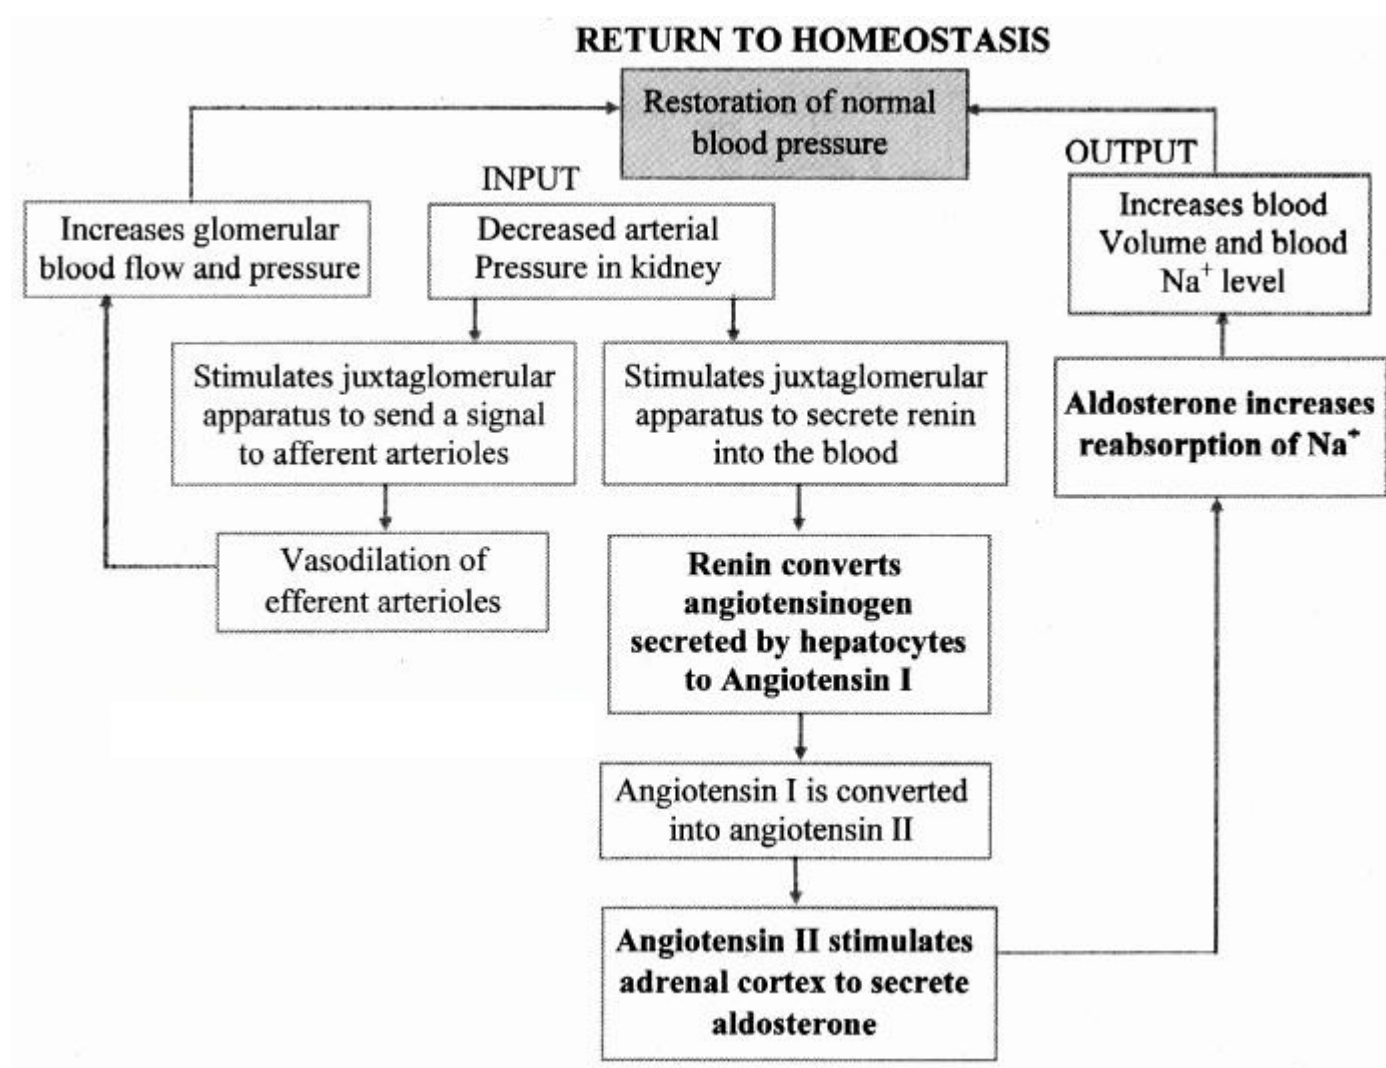 RETURN TO HOMEOSTASIS
Restoration of normal
blood pressure
INPUT
OUTPUT
Increases glomerular
blood flow and pressure
Decreased arterial
Pressure in kidney
Increases blood
Volume and blood
Na⁺ level
Stimulates juxtaglomerular
apparatus to send a signal
to afferent arterioles
Stimulates juxtaglomerular
apparatus to secrete renin
into the blood
Aldosterone increases
reabsorption of Na⁺
Vasodilation of
efferent arterioles
Renin converts
angiotensinogen
secreted by hepatocytes
to Angiotensin I
Angiotensin I is converted
into angiotensin II
Angiotensin II stimulates
adrenal cortex to secrete
aldosterone